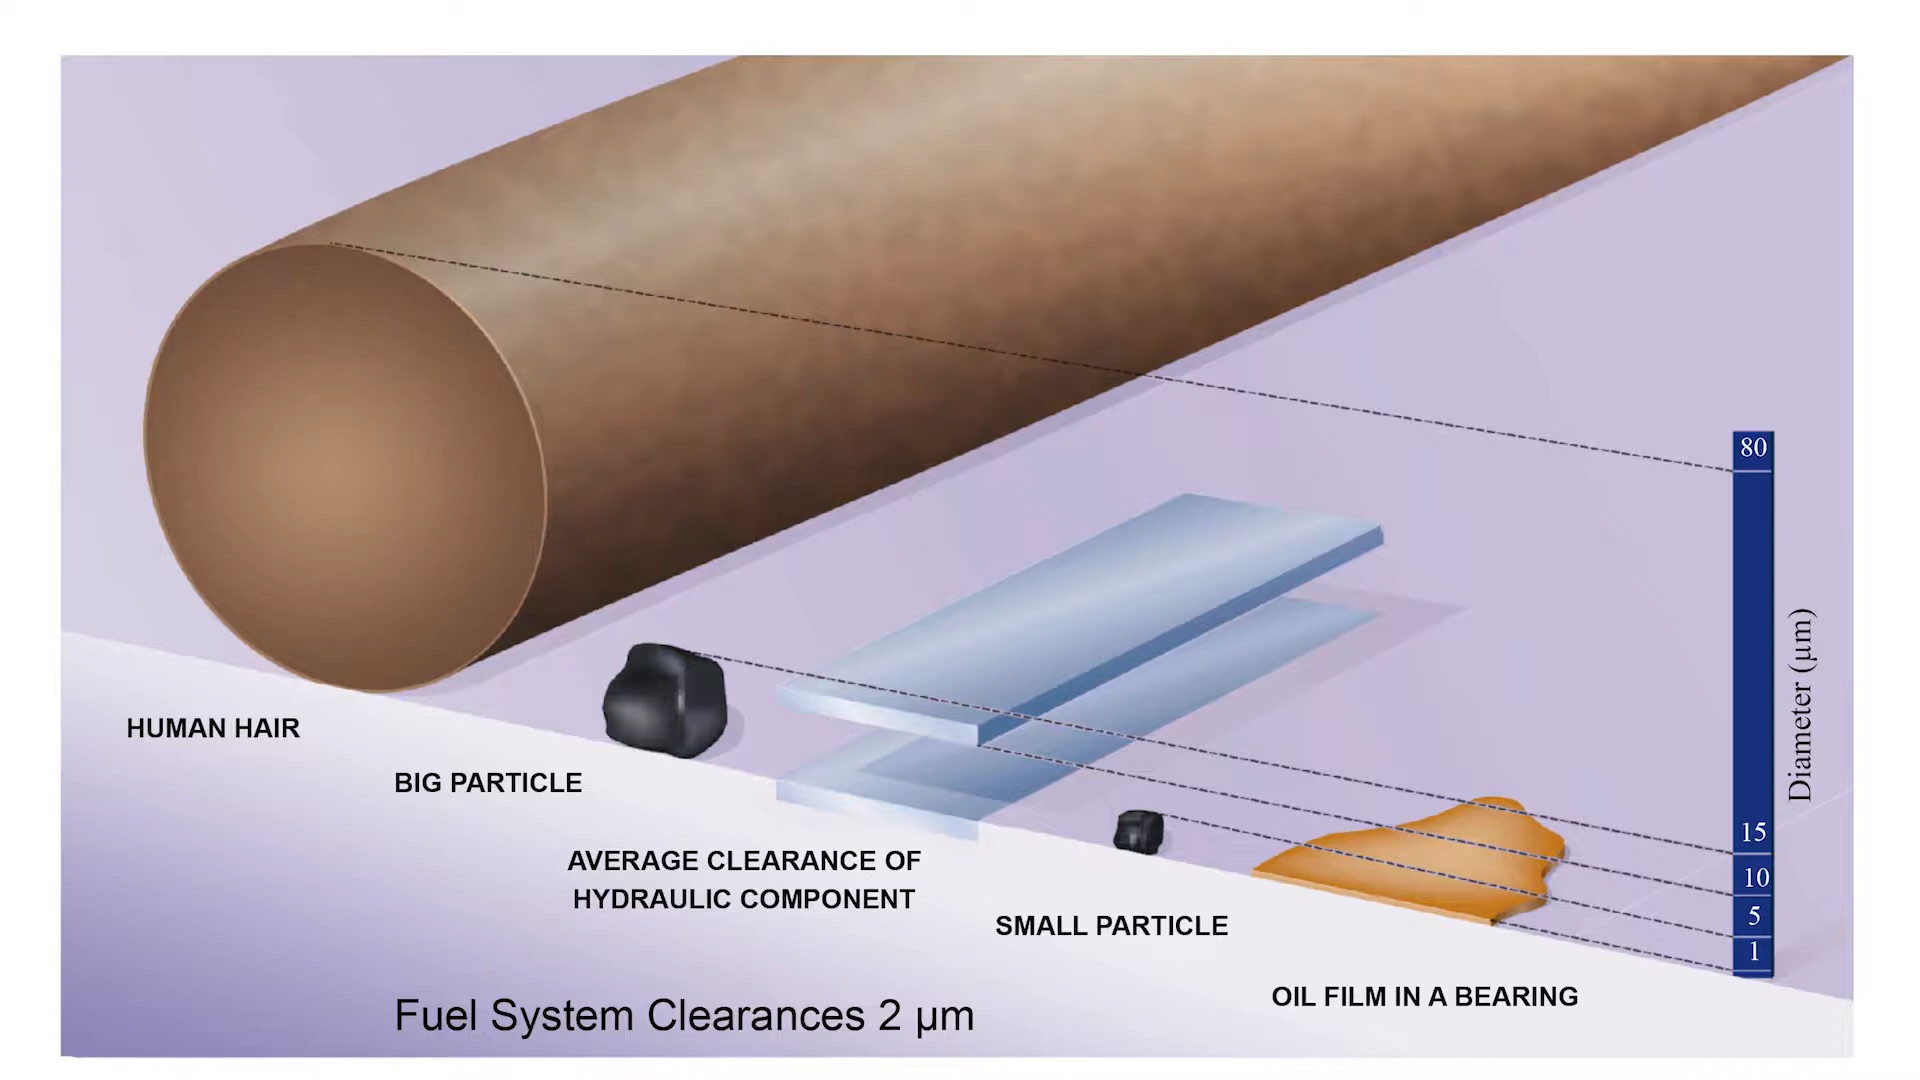 80
HUMAN HAIR
BIG PARTICLE
AVERAGE CLEARANCE OF
HYDRAULIC COMPONENT
SMALL PARTICLE
OIL FILM IN A BEARING
15
10
5
1
Diameter (µm)
Fuel System Clearances 2 µm